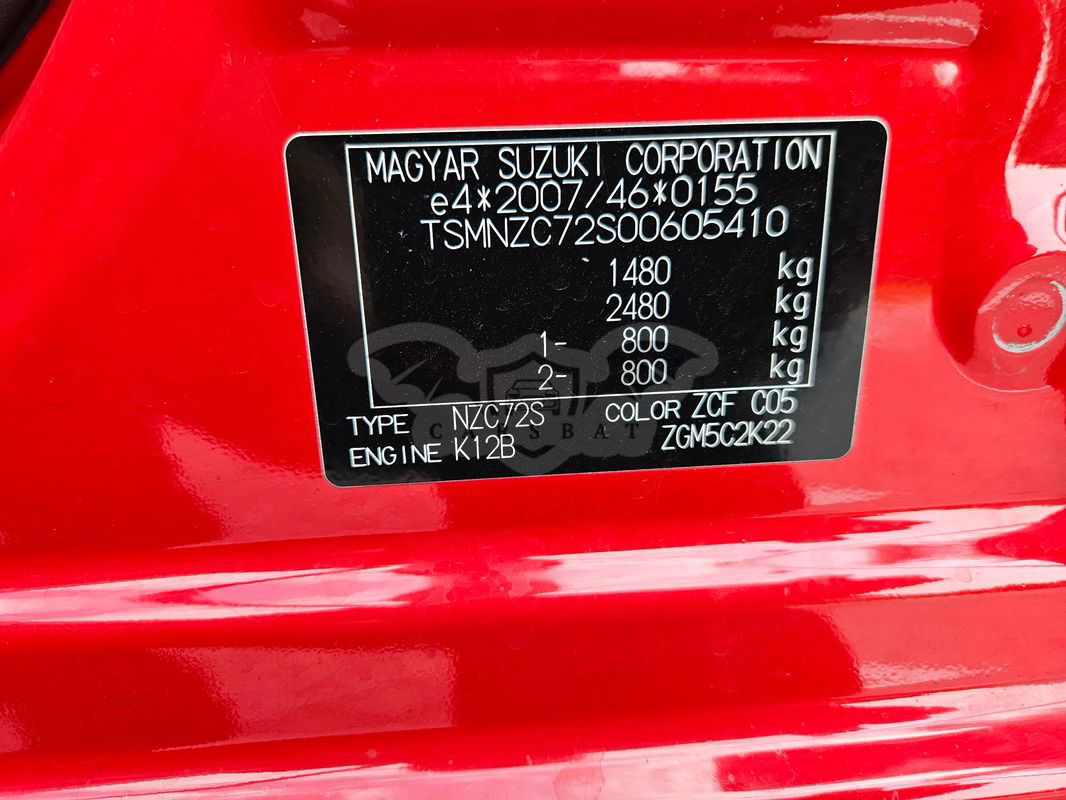 MAGYAR SUZUKI CORPORATION
e4*2007/46*0155
TSMNZC72S00605410
1480 kg
2480 kg
1- 800 kg
2- 800 kg
TYPE NZC72S COLOR ZCF C05
CARSBAT
ENGINE K12B ZGM5C2K22